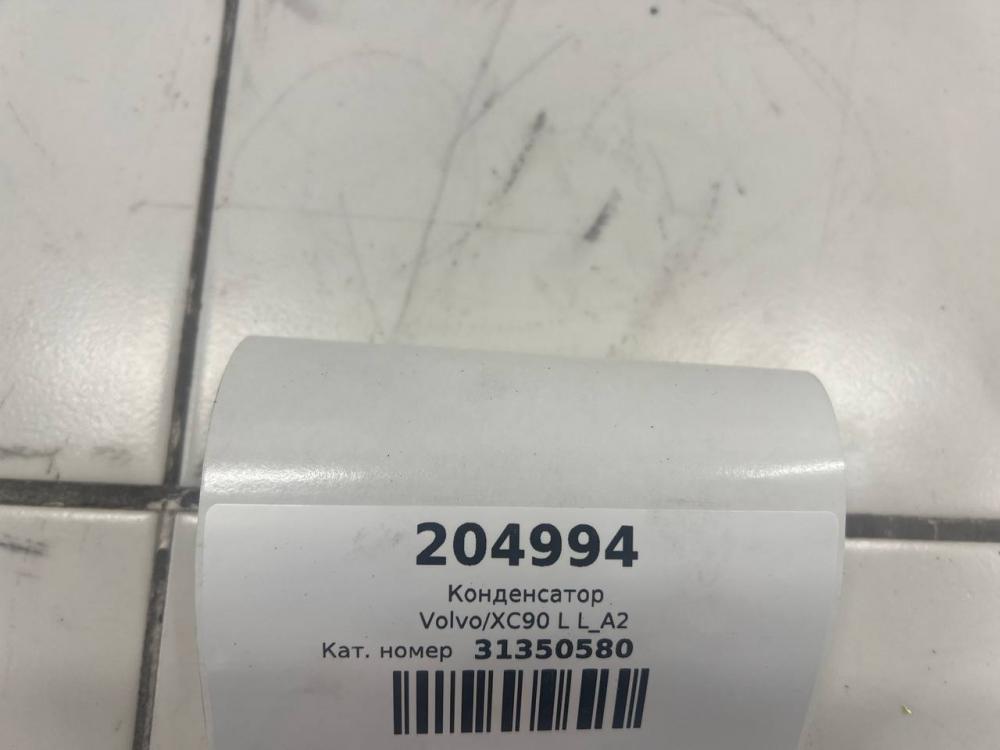 204994
Конденсатор
Volvo/XC90 L L_A2
Кат. номер 31350580